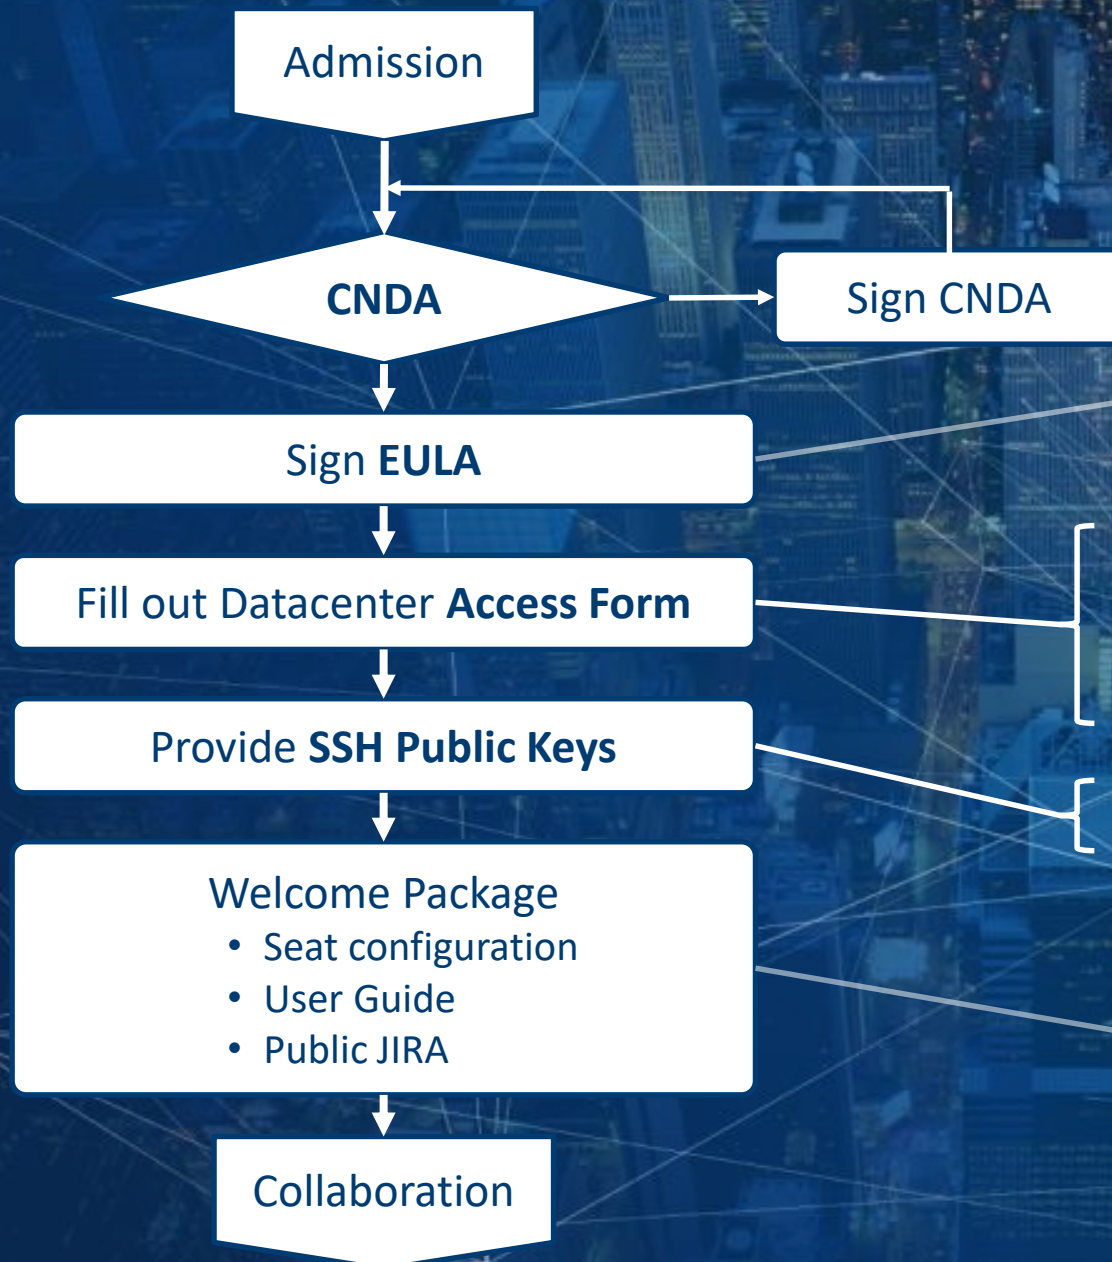 Admission
CNDA
Sign CNDA
Sign EULA
Fill out Datacenter Access Form
Provide SSH Public Keys
Welcome Package
• Seat configuration
• User Guide
• Public JIRA
Collaboration